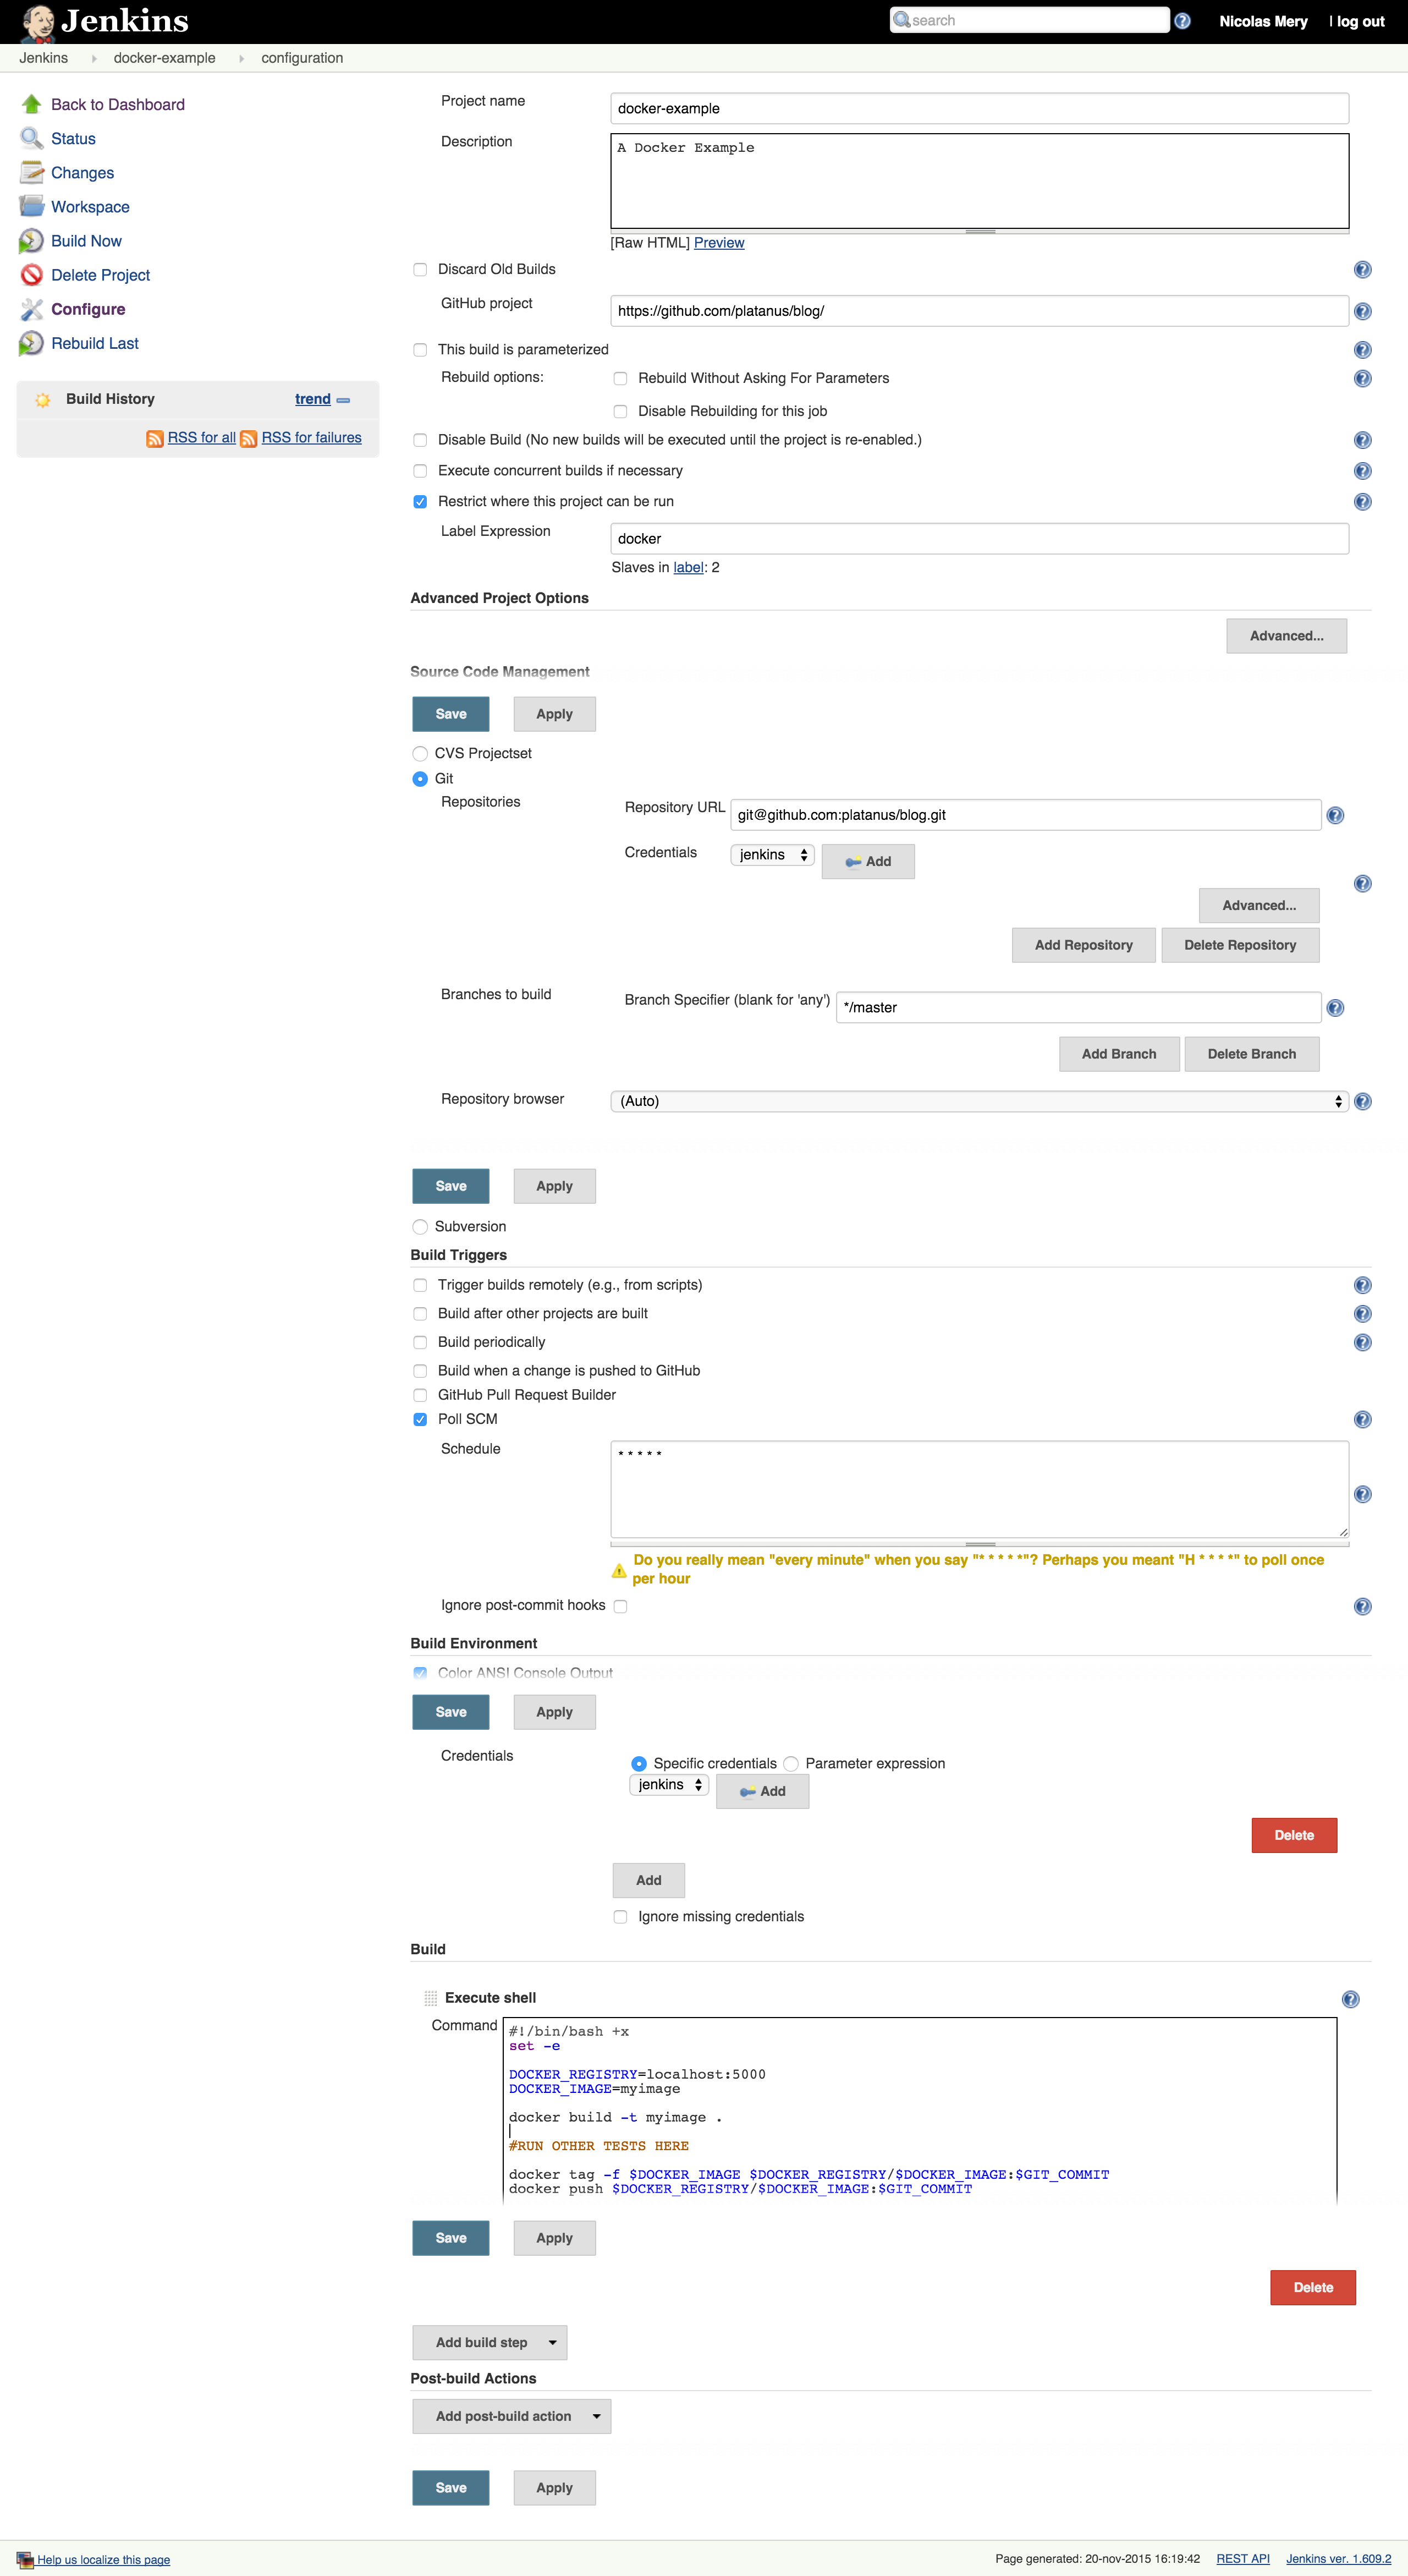 Jenkins
search
Nicolas Mery
| log out
Jenkins
docker-example
configuration
Back to Dashboard
Status
Changes
Workspace
Build Now
Delete Project
Configure
Rebuild Last
Build History
trend
RSS for all
RSS for failures
Project name
docker-example
Description
A Docker Example
[Raw HTML] Preview
Discard Old Builds
GitHub project
https://github.com/platanus/blog/
This build is parameterized
Rebuild options:
Rebuild Without Asking For Parameters
Disable Rebuilding for this job
Disable Build (No new builds will be executed until the project is re-enabled.)
Execute concurrent builds if necessary
Restrict where this project can be run
Label Expression
docker
Slaves in label: 2
Advanced Project Options
Advanced...
Source Code Management
Save
Apply
CVS Projectset
Git
Repositories
Repository URL
git@github.com:platanus/blog.git
Credentials
jenkins
Add
Advanced...
Add Repository
Delete Repository
Branches to build
Branch Specifier (blank for 'any')
*/master
Add Branch
Delete Branch
Repository browser
(Auto)
Save
Apply
Subversion
Build Triggers
Trigger builds remotely (e.g., from scripts)
Build after other projects are built
Build periodically
Build when a change is pushed to GitHub
GitHub Pull Request Builder
Poll SCM
Schedule
* * * * *
Do you really mean "every minute" when you say "* * * * *"? Perhaps you meant "H * * * *" to poll once
per hour
Ignore post-commit hooks
Build Environment
Color ANSI Console Output
Save
Apply
Credentials
Specific credentials
Parameter expression
jenkins
Add
Delete
Add
Ignore missing credentials
Build
Execute shell
Command
#!/bin/bash +x
set -e
DOCKER_REGISTRY=localhost:5000
DOCKER_IMAGE=myimage
docker build -t myimage .
#RUN OTHER TESTS HERE
docker tag -f $DOCKER_IMAGE $DOCKER_REGISTRY/$DOCKER_IMAGE:$GIT_COMMIT
docker push $DOCKER_REGISTRY/$DOCKER_IMAGE:$GIT_COMMIT
Save
Apply
Delete
Add build step
Post-build Actions
Add post-build action
Save
Apply
Help us localize this page
Page generated: 20-nov-2015 16:19:42
REST API
Jenkins ver. 1.609.2